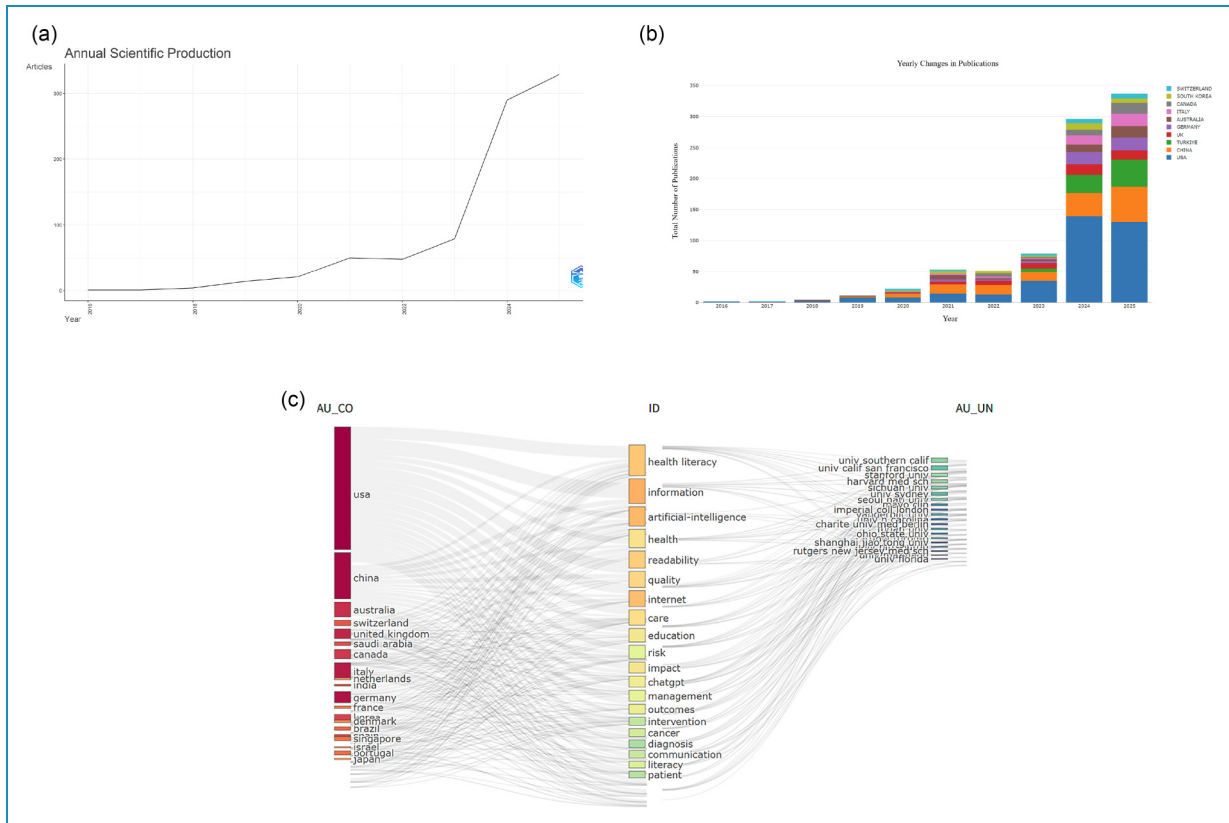 (a)
Annual Scientific Production
Articles
300
200
100
0
2016
2018
2020
2022
2024
Year
(b)
Yearly Changes in Publications
Total Number of Publications
350
300
250
200
150
100
50
0
2016
2017
2018
2019
2020
2021
2022
2023
2024
2025
Year
SWITZERLAND
SOUTH KOREA
CANADA
ITALY
AUSTRALIA
GERMANY
UK
TURKIYE
CHINA
USA
(c)
AU_CO
usa
china
australia
switzerland
united kingdom
saudi arabia
canada
italy
netherlands
india
germany
france
korea
denmark
brazil
singapore
israel
portugal
japan
ID
health literacy
information
artificial-intelligence
health
readability
quality
internet
care
education
risk
impact
chatgpt
management
outcomes
intervention
cancer
diagnosis
communication
literacy
patient
AU_UN
univ southern calif
univ calif san francisco
stanford univ
harvard med sch
sichuan univ
univ sydney
seoul natl univ
mayo clin
imperial coll london
vanderbilt univ
univ n carolina
charite univ med berlin
ohio state univ
shanghai jiao tong univ
rutgers new jersey med sch
univ florida